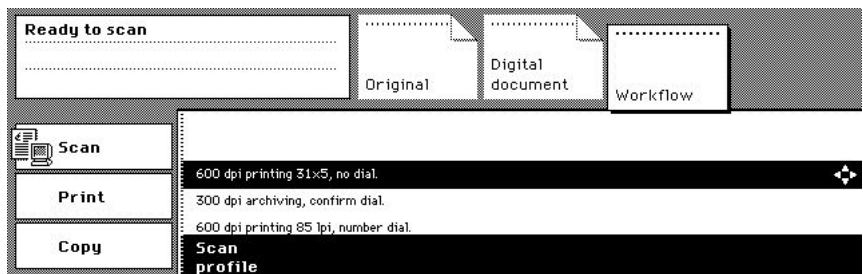 Ready to scan
Original
Digital
document
Workflow
Scan
Print
Copy
600 dpi printing 31x5, no dial.
300 dpi archiving, confirm dial.
600 dpi printing 85 lpi, number dial.
Scan
profile